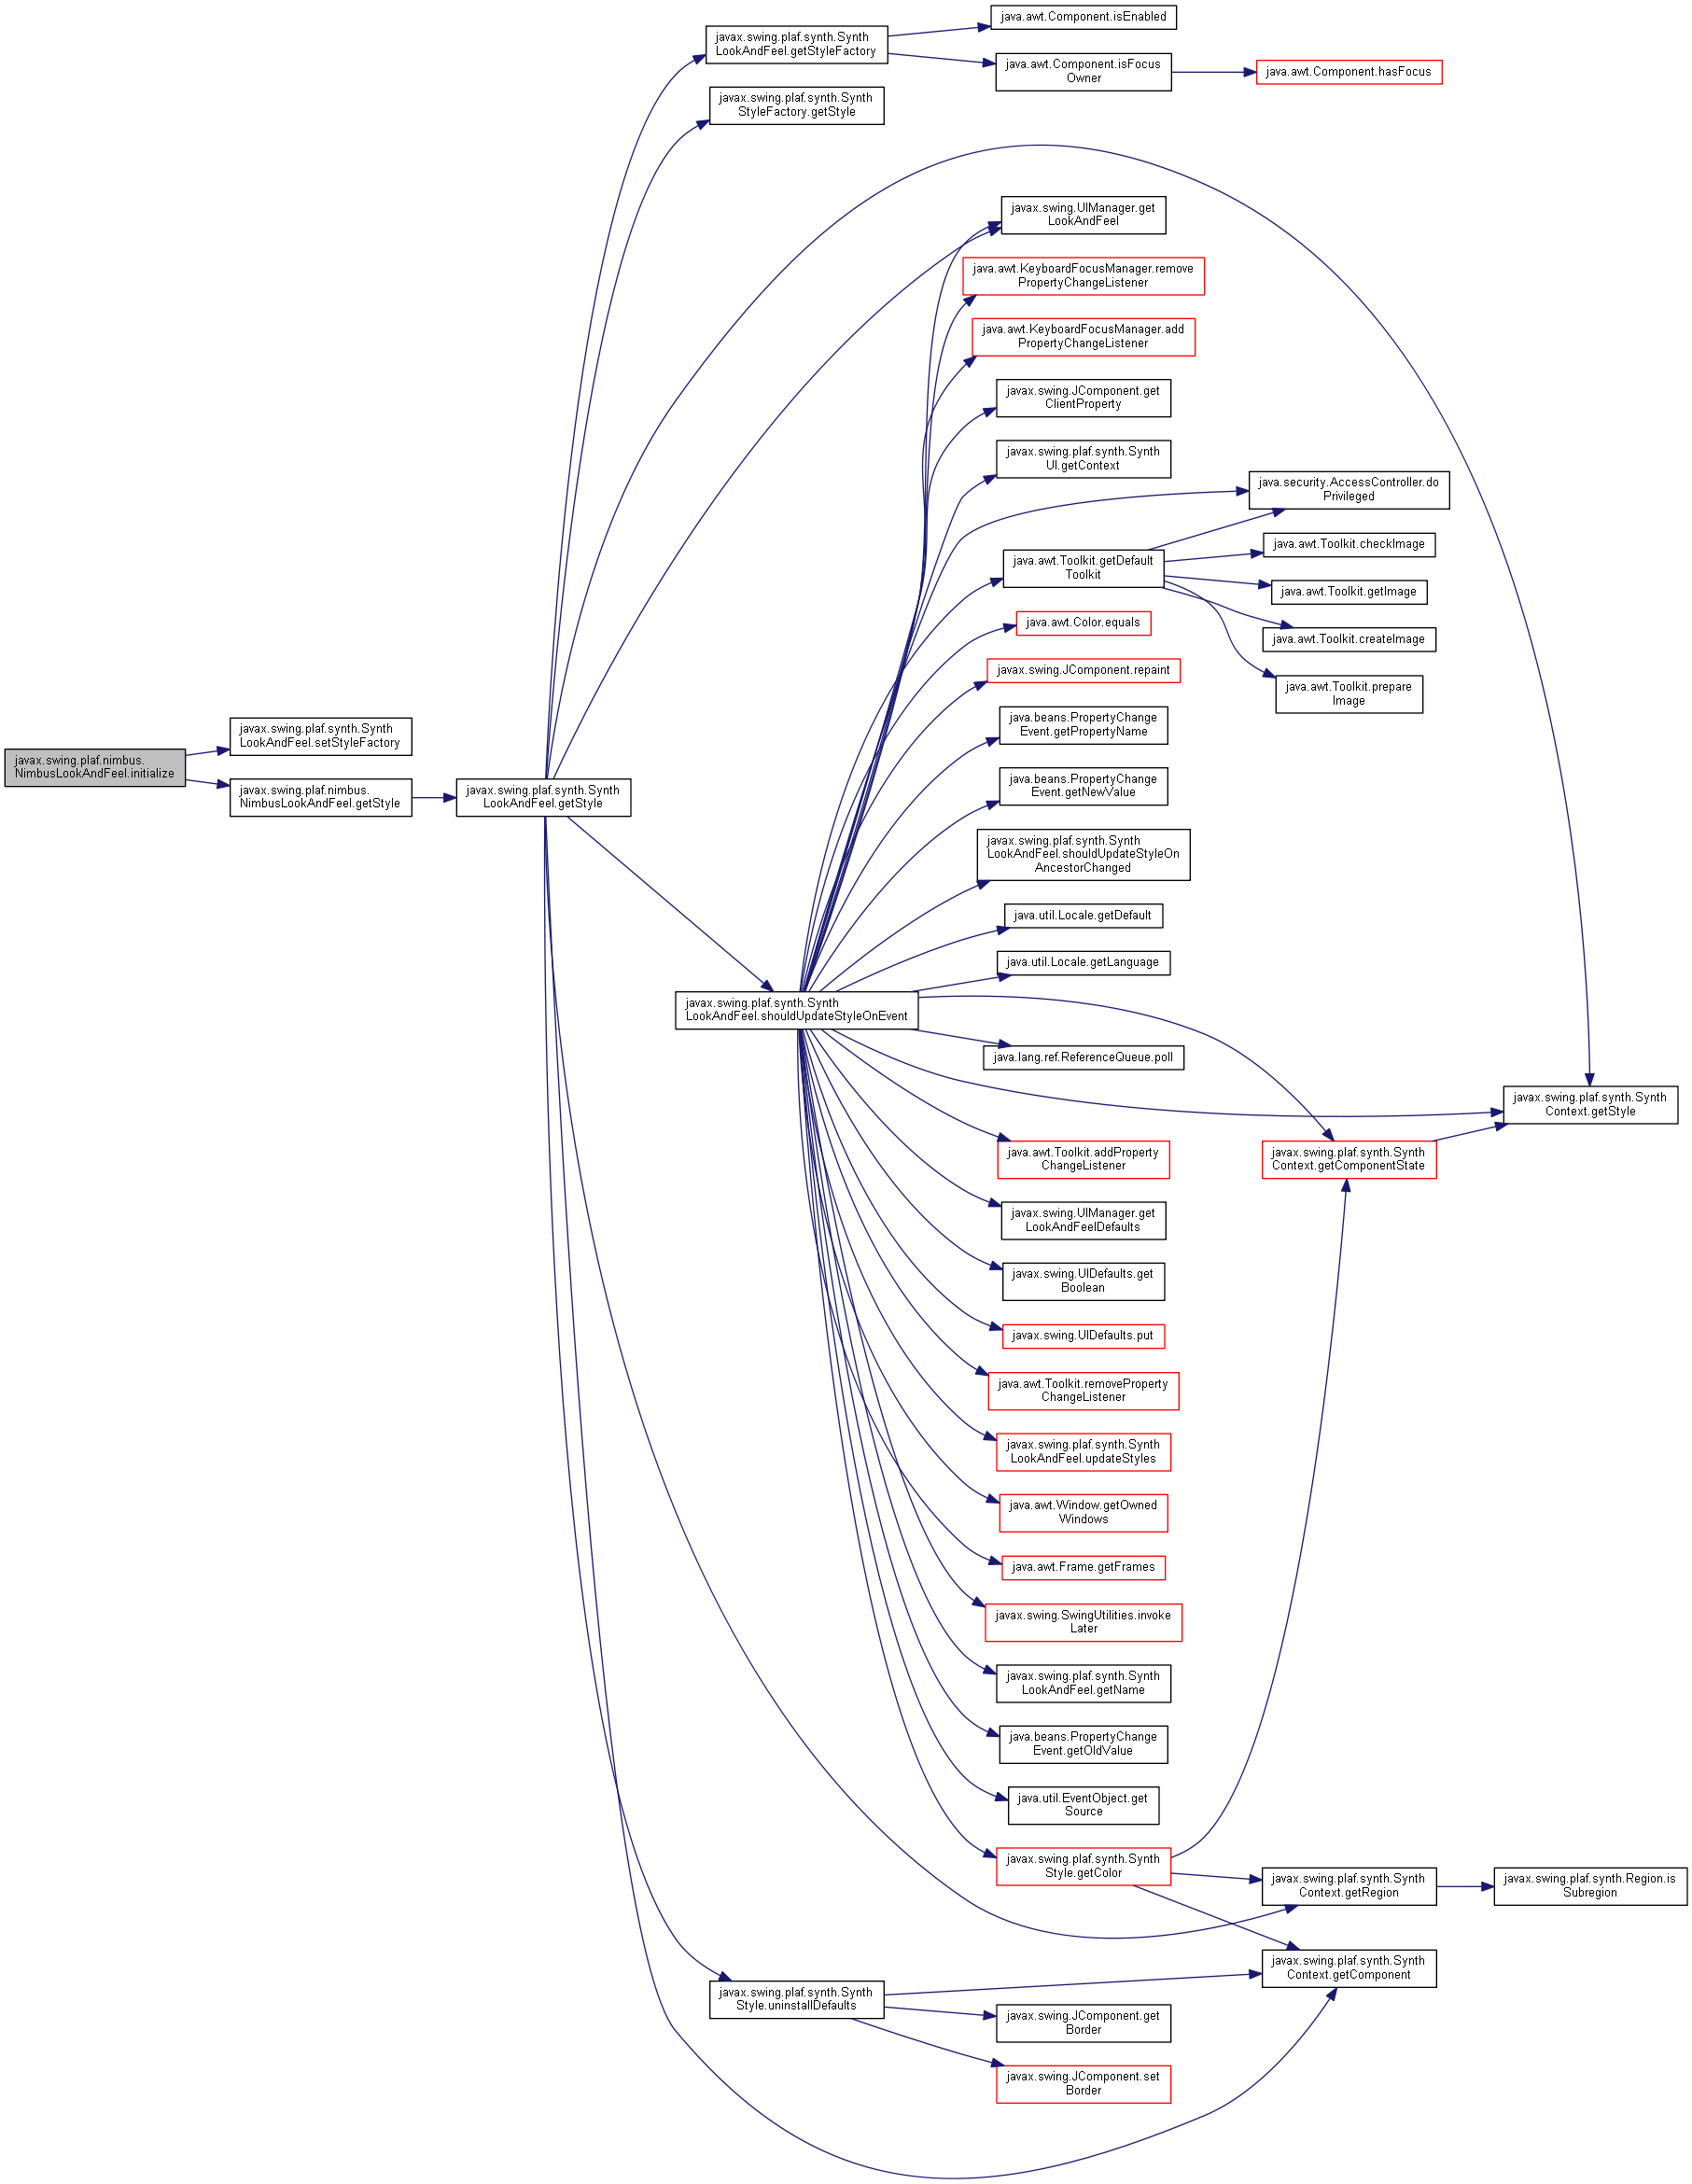 javax.swing.plaf.nimbus.
NimbusLookAndFeel.initialize
javax.swing.plaf.synth.Synth
LookAndFeel.setStyleFactory
javax.swing.plaf.nimbus.
NimbusLookAndFeel.getStyle
javax.swing.plaf.synth.Synth
LookAndFeel.getStyle
javax.swing.plaf.synth.Synth
LookAndFeel.getStyleFactory
javax.swing.plaf.synth.Synth
StyleFactory.getStyle
javax.swing.plaf.synth.Synth
LookAndFeel.shouldUpdateStyleOnEvent
javax.swing.plaf.synth.Synth
Style.uninstallDefaults
java.awt.Component.isEnabled
java.awt.Component.isFocus
Owner
java.awt.Component.hasFocus
javax.swing.UIManager.get
LookAndFeel
java.awt.KeyboardFocusManager.remove
PropertyChangeListener
java.awt.KeyboardFocusManager.add
PropertyChangeListener
javax.swing.JComponent.get
ClientProperty
javax.swing.plaf.synth.Synth
UI.getContext
java.awt.Toolkit.getDefault
Toolkit
java.awt.Color.equals
javax.swing.JComponent.repaint
java.beans.PropertyChange
Event.getPropertyName
java.beans.PropertyChange
Event.getNewValue
javax.swing.plaf.synth.Synth
LookAndFeel.shouldUpdateStyleOn
AncestorChanged
java.util.Locale.getDefault
java.util.Locale.getLanguage
java.lang.ref.ReferenceQueue.poll
java.awt.Toolkit.addProperty
ChangeListener
javax.swing.UIManager.get
LookAndFeelDefaults
javax.swing.UIDefaults.get
Boolean
javax.swing.UIDefaults.put
java.awt.Toolkit.removeProperty
ChangeListener
javax.swing.plaf.synth.Synth
LookAndFeel.updateStyles
java.awt.Window.getOwned
Windows
java.awt.Frame.getFrames
javax.swing.SwingUtilities.invoke
Later
javax.swing.plaf.synth.Synth
LookAndFeel.getName
java.beans.PropertyChange
Event.getOldValue
java.util.EventObject.get
Source
javax.swing.plaf.synth.Synth
Style.getColor
javax.swing.JComponent.get
Border
javax.swing.JComponent.set
Border
java.security.AccessController.do
Privileged
java.awt.Toolkit.checkImage
java.awt.Toolkit.getImage
java.awt.Toolkit.createImage
java.awt.Toolkit.prepare
Image
javax.swing.plaf.synth.Synth
Context.getComponentState
javax.swing.plaf.synth.Synth
Context.getStyle
javax.swing.plaf.synth.Synth
Context.getRegion
javax.swing.plaf.synth.Region.is
Subregion
javax.swing.plaf.synth.Synth
Context.getComponent